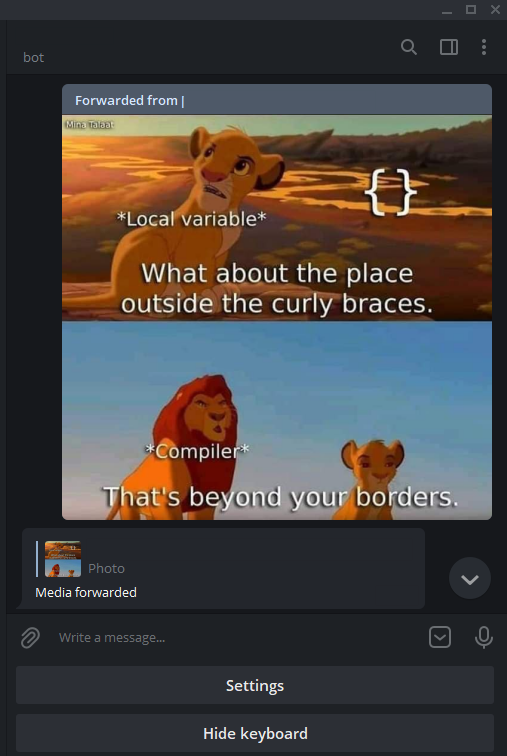 bot
Forwarded from
Mina Talaat
{}
*Local variable*
What about the place
outside the curly braces.
*Compiler*
That's beyond your borders.
Photo
Media forwarded
Write a message...
Settings
Hide keyboard